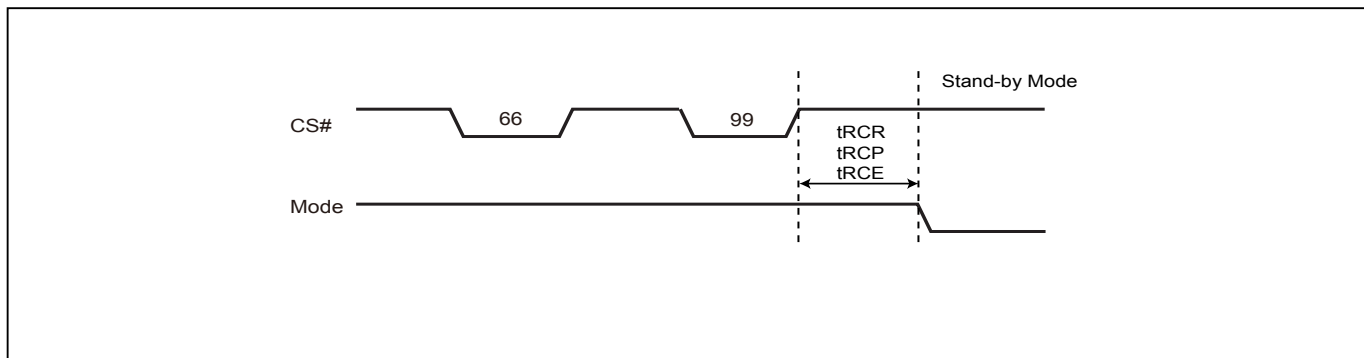 Stand-by Mode
CS#
66
99
tRCR
tRCP
tRCE
Mode